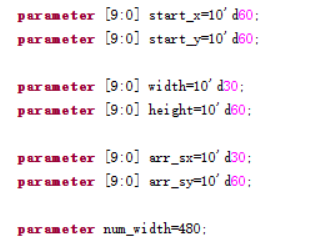 parameter [9:0] start_x=10'd60;
parameter [9:0] start_y=10'd60;
parameter [9:0] width=10'd30;
parameter [9:0] height=10'd60;
parameter [9:0] arr_sx=10'd30;
parameter [9:0] arr_sy=10'd60;
parameter num_width=480;